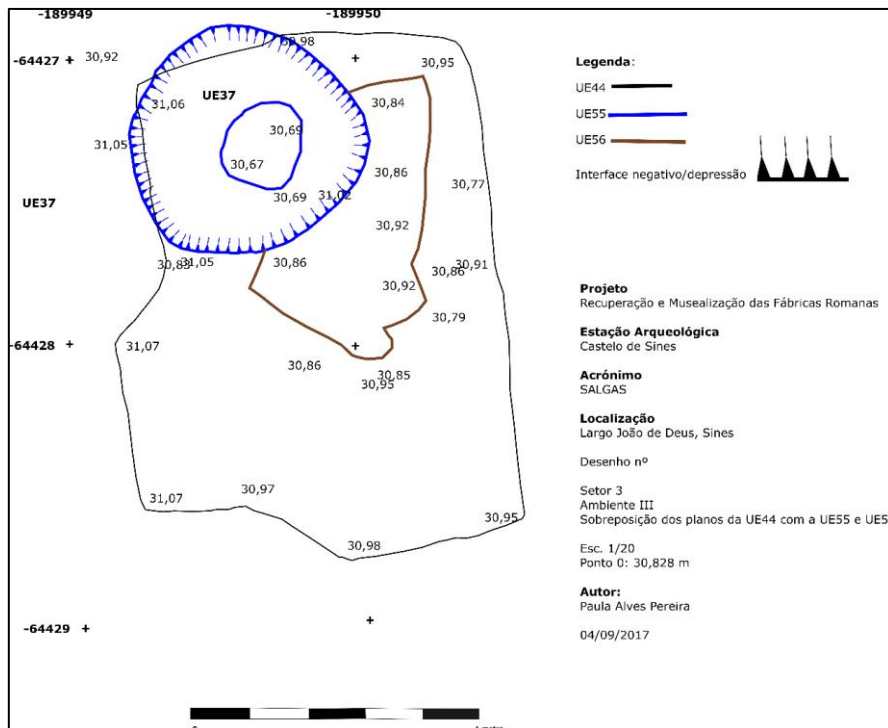 -189949
-189950
-64427
30,92
30,98
30,95
31,06
UE37
30,84
31,05
30,69
30,67
30,86
30,69
31,02
30,77
UE37
30,92
30,83
31,05
30,86
30,86
30,91
30,92
30,79
-64428
31,07
30,86
30,85
30,95
31,07
30,97
30,95
30,98
-64429
Legenda:
UE44
UE55
UE56
Interface negativo/depressão
Projeto
Recuperação e Musealização das Fábricas Romanas
Estação Arqueológica
Castelo de Sines
Acrónimo
SALGAS
Localização
Largo João de Deus, Sines
Desenho nº
Setor 3
Ambiente III
Sobreposição dos planos da UE44 com a UE55 e UE5
Esc. 1/20
Ponto 0: 30,828 m
Autor:
Paula Alves Pereira
04/09/2017